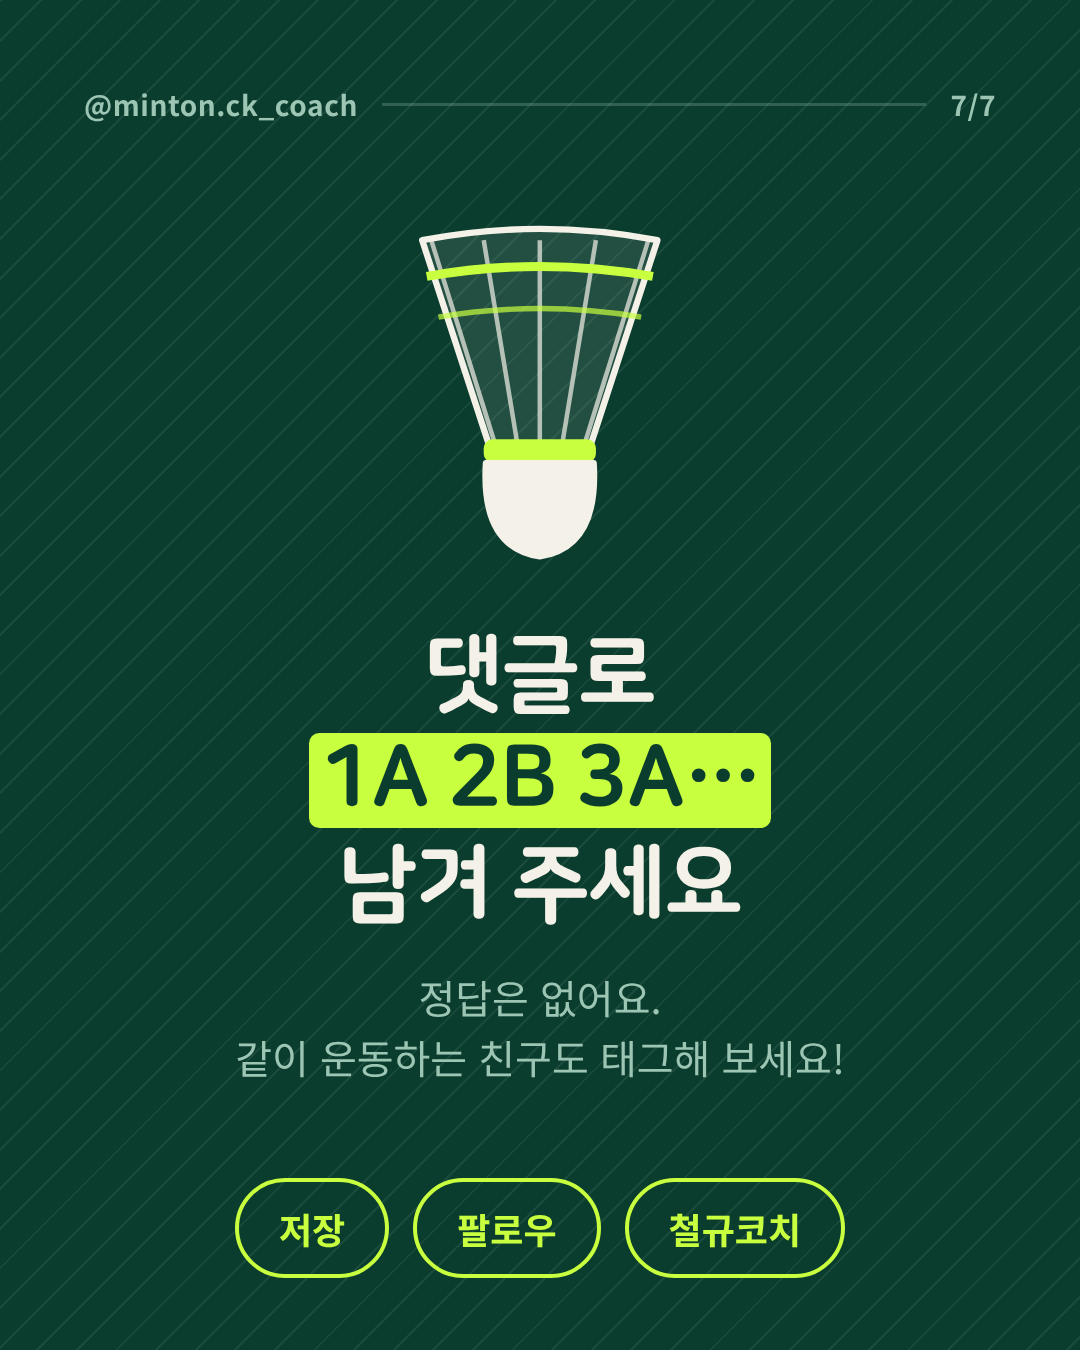 @minton.ck_coach 7/7
댓글로
1A 2B 3A…
남겨 주세요
정답은 없어요.
같이 운동하는 친구도 태그해 보세요!
저장 팔로우 철규코치